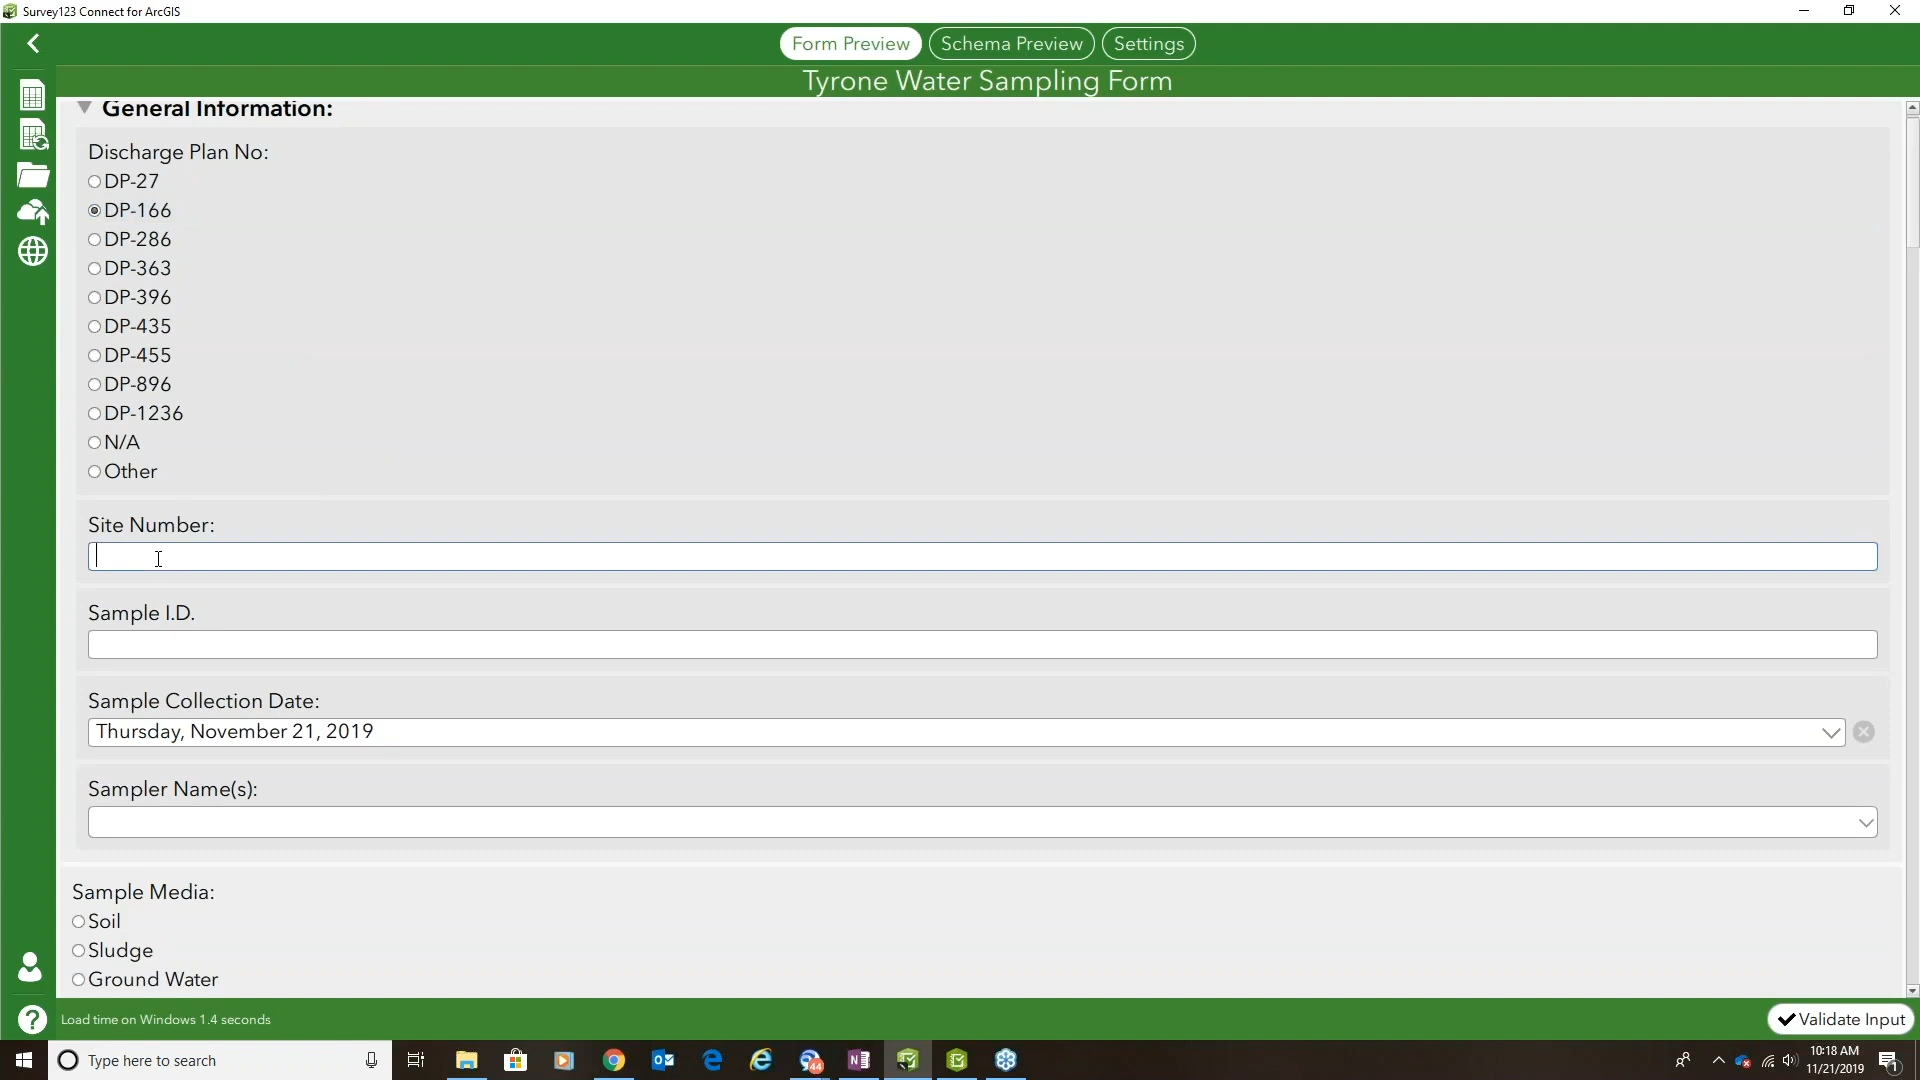 Survey123 Connect for ArcGIS
Form Preview
Schema Preview
Settings
Tyrone Water Sampling Form
General Information:
Discharge Plan No:
DP-27
DP-166
DP-286
DP-363
DP-396
DP-435
DP-455
DP-896
DP-1236
N/A
Other
Site Number:
Sample I.D.
Sample Collection Date:
Thursday, November 21, 2019
Sampler Name(s):
Sample Media:
Soil
Sludge
Ground Water
? Load time on Windows 1.4 seconds
Validate Input
Type here to search
44
10:18 AM
11/21/2019
1